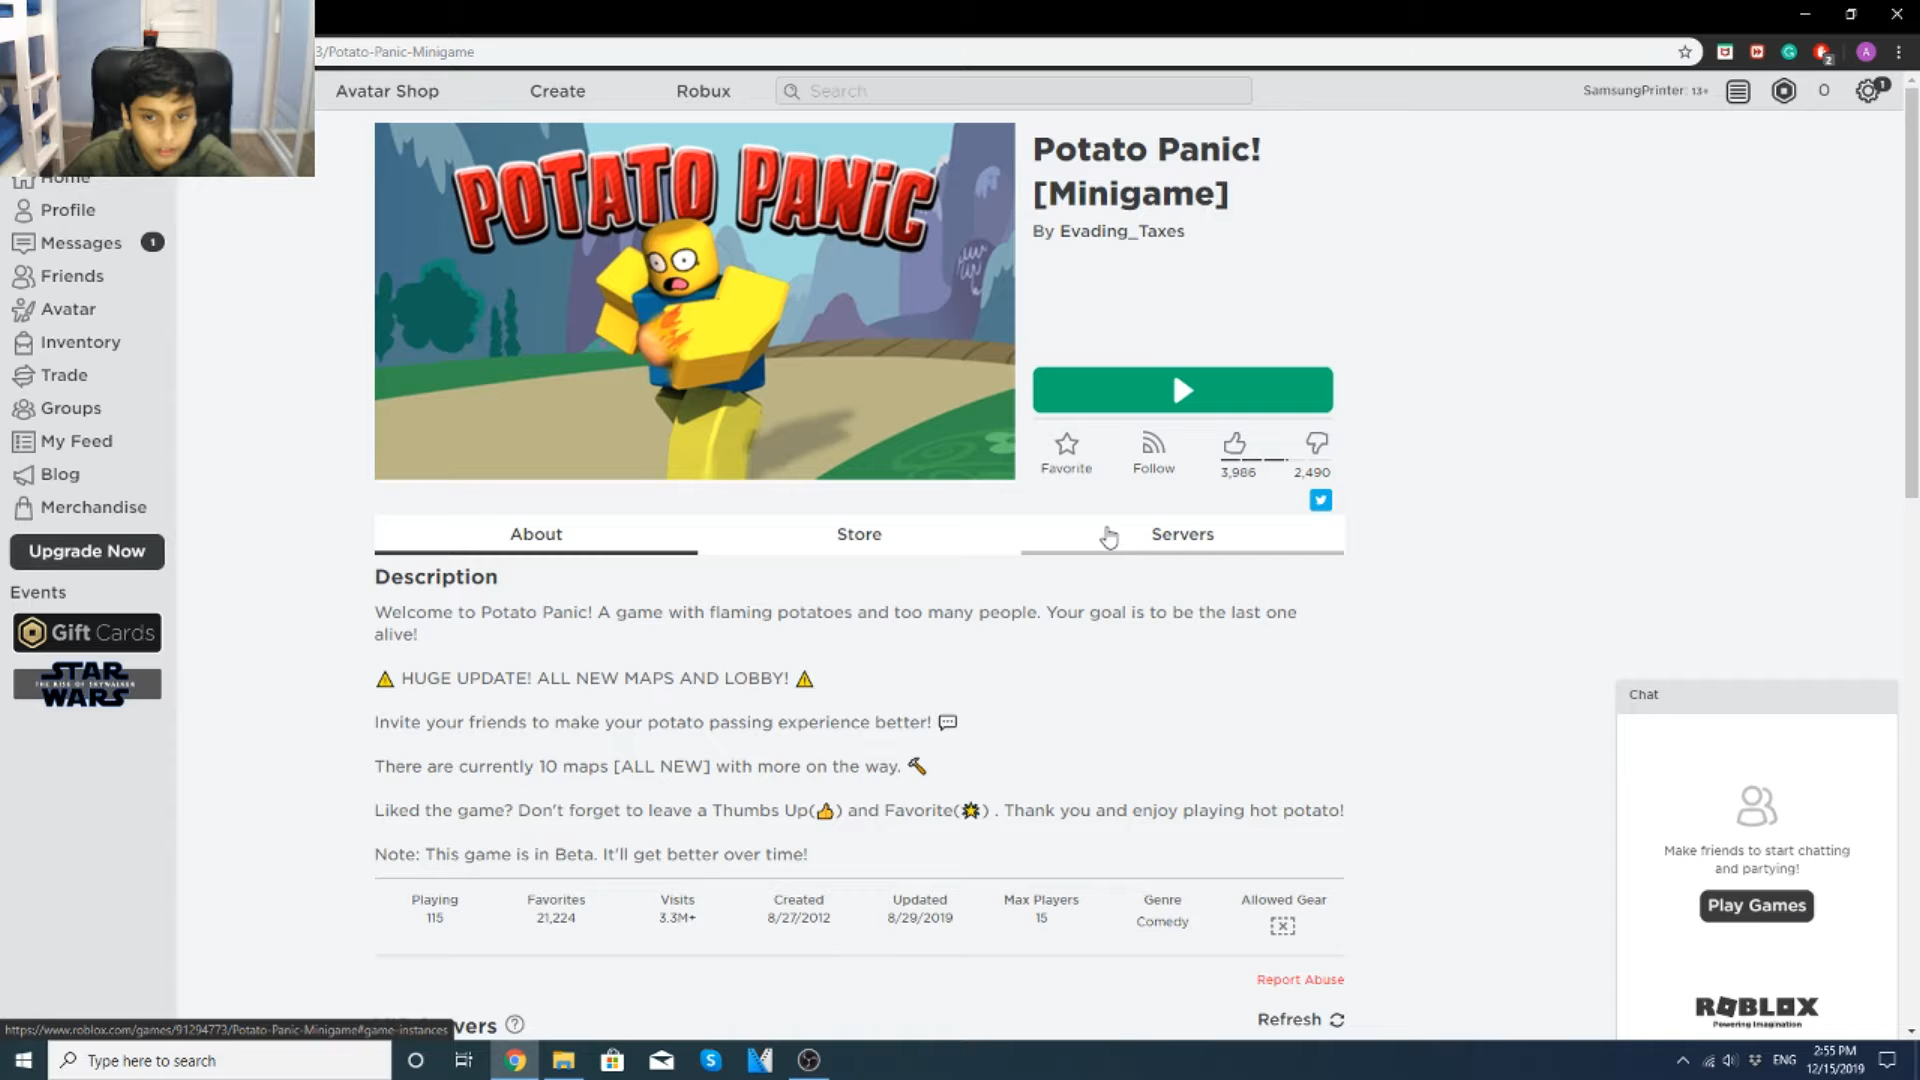 3/Potato-Panic-Minigame
Avatar Shop
Create
Robux
Search
SamsungPrinter: 13+
0
1
2
A
Home
Profile
Messages
1
Friends
Avatar
Inventory
Trade
Groups
My Feed
Blog
Merchandise
Upgrade Now
Events
Gift Cards
STAR
THE RISE OF SKYWALKER
WARS
POTATO PANiC
Potato Panic!
[Minigame]
By Evading_Taxes
Favorite
Follow
3,986
2,490
About
Store
Servers
Description
Welcome to Potato Panic! A game with flaming potatoes and too many people. Your goal is to be the last one
alive!
⚠ HUGE UPDATE! ALL NEW MAPS AND LOBBY! ⚠
Invite your friends to make your potato passing experience better! 💬
There are currently 10 maps [ALL NEW] with more on the way. 🔨
Liked the game? Don't forget to leave a Thumbs Up(👍) and Favorite(🌟) . Thank you and enjoy playing hot potato!
Note: This game is in Beta. It'll get better over time!
Playing
Favorites
Visits
Created
Updated
Max Players
Genre
Allowed Gear
115
21,224
3.3M+
8/27/2012
8/29/2019
15
Comedy
Report Abuse
Refresh
Chat
Make friends to start chatting
and partying!
Play Games
ROBLOX
Powering Imagination
https://www.roblox.com/games/91294773/Potato-Panic-Minigame#game-instances
Type here to search
ENG
2:55 PM
12/15/2019